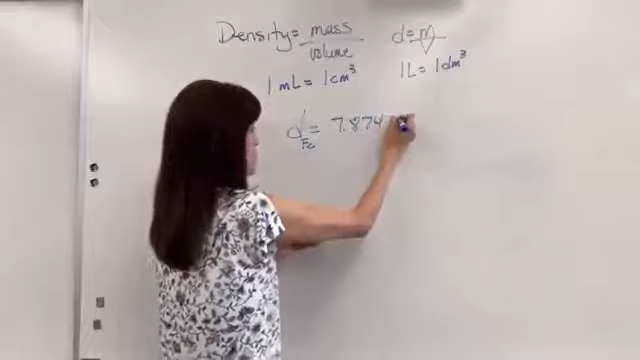 Density = mass / volume d = m / V
1 mL = 1 cm³ 1 L = 1 dm³
d Fe = 7.874